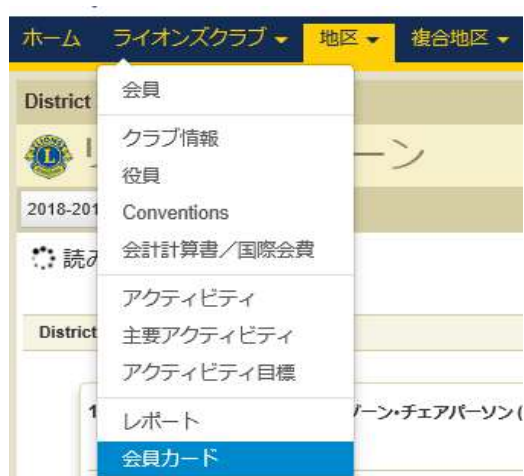 ホーム ライオンズクラブ 地区 複合地区
会員
District
クラブ情報
ーン
役員
2018-201
Conventions
会計計算書／国際会費
読み
アクティビティ
District
主要アクティビティ
アクティビティ目標
1
レポート
ゾーン・チェアパーソン (
会員カード